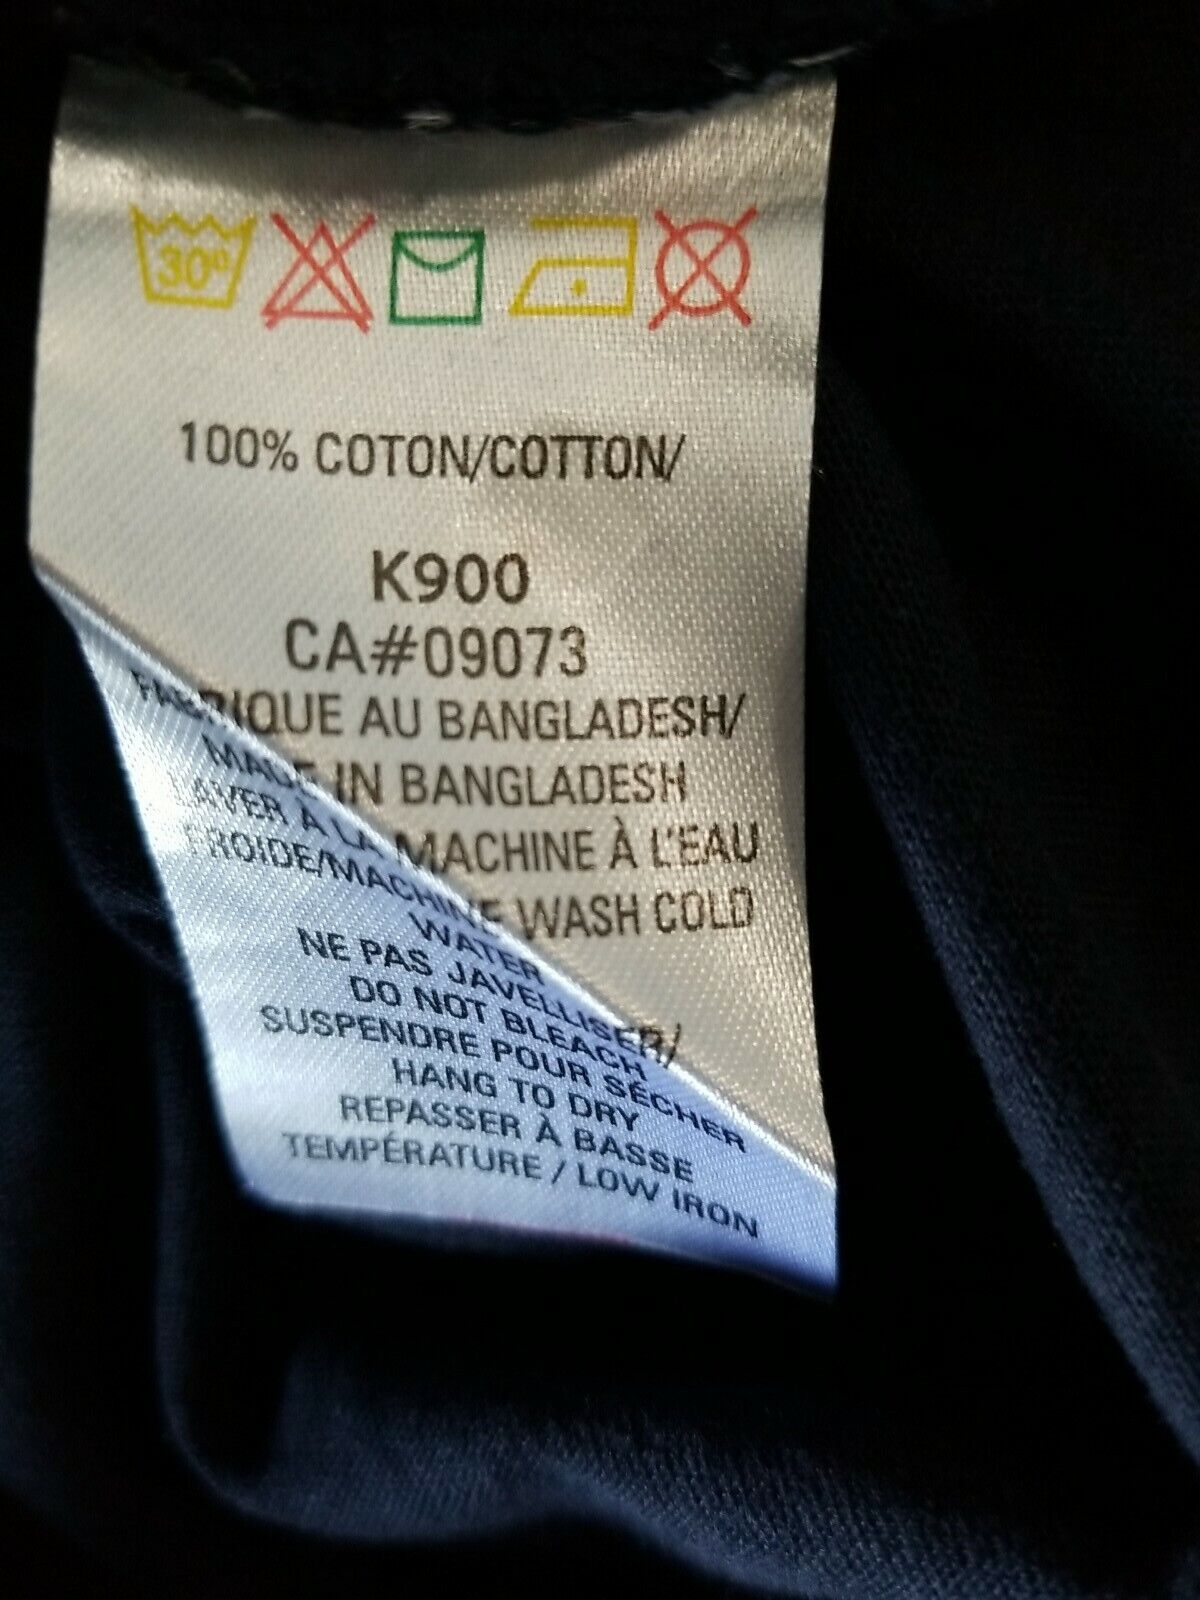 30°
100% COTON/COTTON/
K900
CA#09073
FABRIQUE AU BANGLADESH/
MADE IN BANGLADESH
LAVER À LA MACHINE À L'EAU
FROIDE/MACHINE WASH COLD
WATER
NE PAS JAVELLISER/
DO NOT BLEACH
SUSPENDRE POUR SÉCHER
HANG TO DRY
REPASSER À BASSE
TEMPÉRATURE / LOW IRON